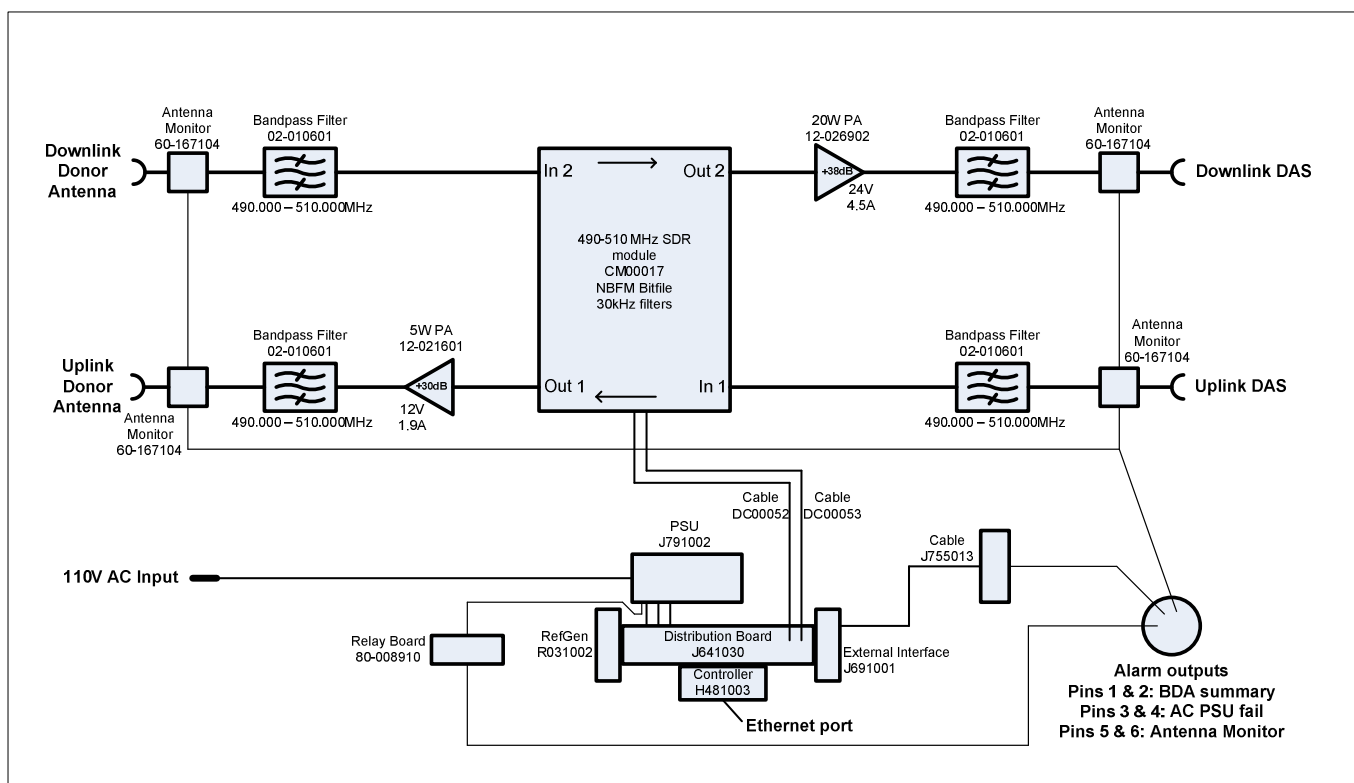 Antenna
Monitor
60-167104
Bandpass Filter
02-010601
20W PA
12-026902
Bandpass Filter
02-010601
Antenna
Monitor
60-167104
Downlink
Donor
Antenna
In 2
Out 2
+38dB
Downlink DAS
24V
4.5A
490.000 – 510.000MHz
490.000 – 510.000MHz
490-510 MHz SDR
module
CM00017
NBFM Bitfile
30kHz filters
Bandpass Filter
02-010601
5W PA
12-021601
Bandpass Filter
02-010601
Antenna
Monitor
60-167104
Uplink
Donor
Antenna
+30dB
Out 1
In 1
Uplink DAS
12V
1.9A
490.000 – 510.000MHz
490.000 – 510.000MHz
Antenna
Monitor
60-167104
Cable
DC00052
Cable
DC00053
PSU
J791002
Cable
J755013
110V AC Input
Relay Board
80-008910
RefGen
R031002
Distribution Board
J641030
External Interface
J691001
Controller
H481003
Ethernet port
Alarm outputs
Pins 1 & 2: BDA summary
Pins 3 & 4: AC PSU fail
Pins 5 & 6: Antenna Monitor